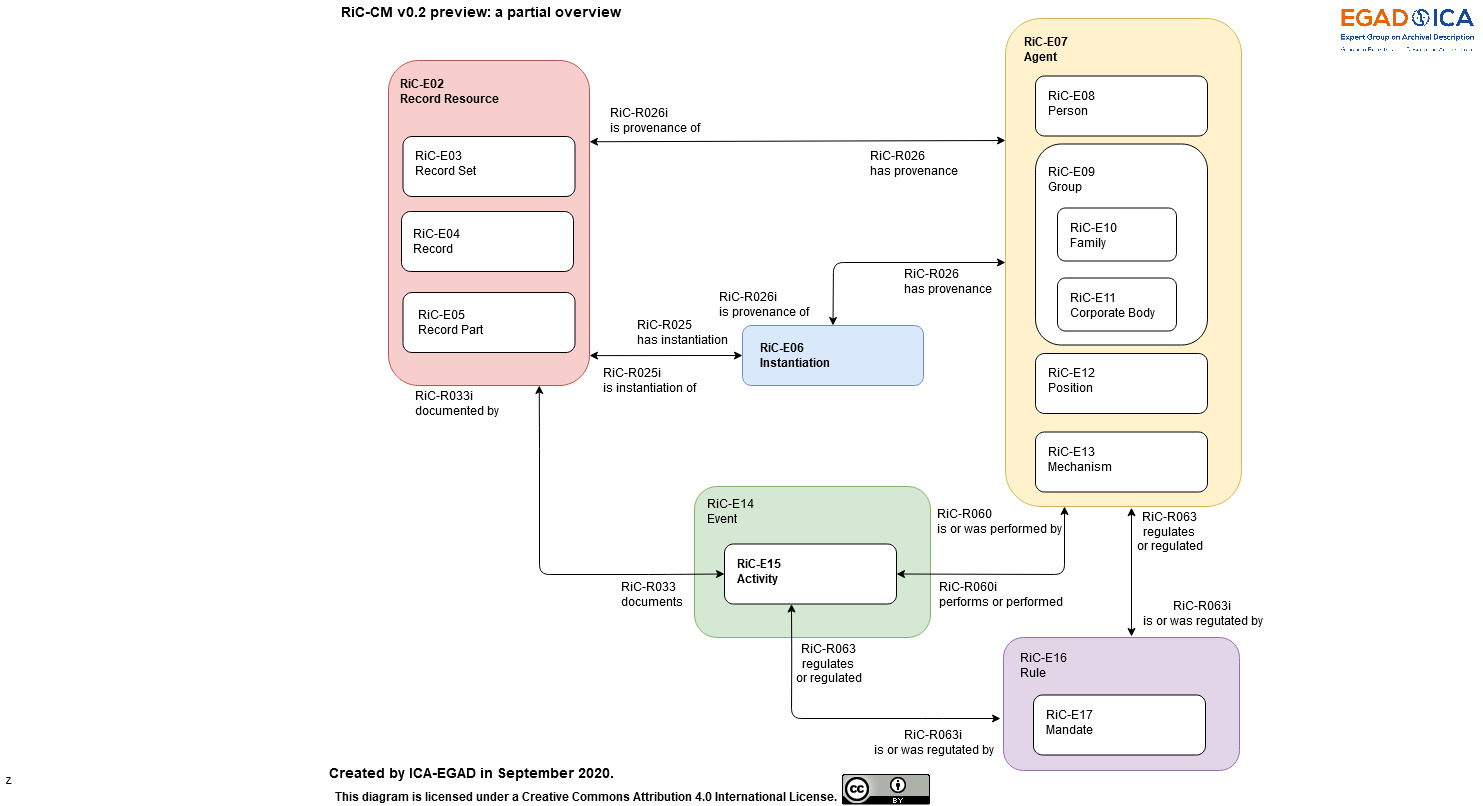 RiC-CM v0.2 preview: a partial overview
EGAD ICA
Expert Group on Archival Description
RiC-E02
Record Resource
RiC-E03
Record Set
RiC-E04
Record
RiC-E05
Record Part
RiC-R026i
is provenance of
RiC-R026
has provenance
RiC-E07
Agent
RiC-E08
Person
RiC-E09
Group
RiC-E10
Family
RiC-E11
Corporate Body
RiC-E12
Position
RiC-E13
Mechanism
RiC-R026
has provenance
RiC-R026i
is provenance of
RiC-R025
has instantiation
RiC-R025i
is instantiation of
RiC-E06
Instantiation
RiC-R033i
documented by
RiC-R033
documents
RiC-E14
Event
RiC-E15
Activity
RiC-R060
is or was performed by
RiC-R060i
performs or performed
RiC-R063
regulates
or regulated
RiC-R063i
is or was regutated by
RiC-R063
regulates
or regulated
RiC-R063i
is or was regutated by
RiC-E16
Rule
RiC-E17
Mandate
z
Created by ICA-EGAD in September 2020.
This diagram is licensed under a Creative Commons Attribution 4.0 International License.
cc
BY